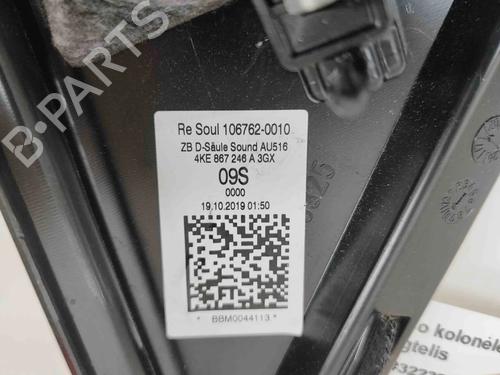 Re Soul 106762-0010
ZB D-Säule Sound AU516
4KE 867 246 A 3GX
09S
0000
19.10.2019 01:50
* BBM0044113 *
B-PARTS
o kolonėlė
gtelis